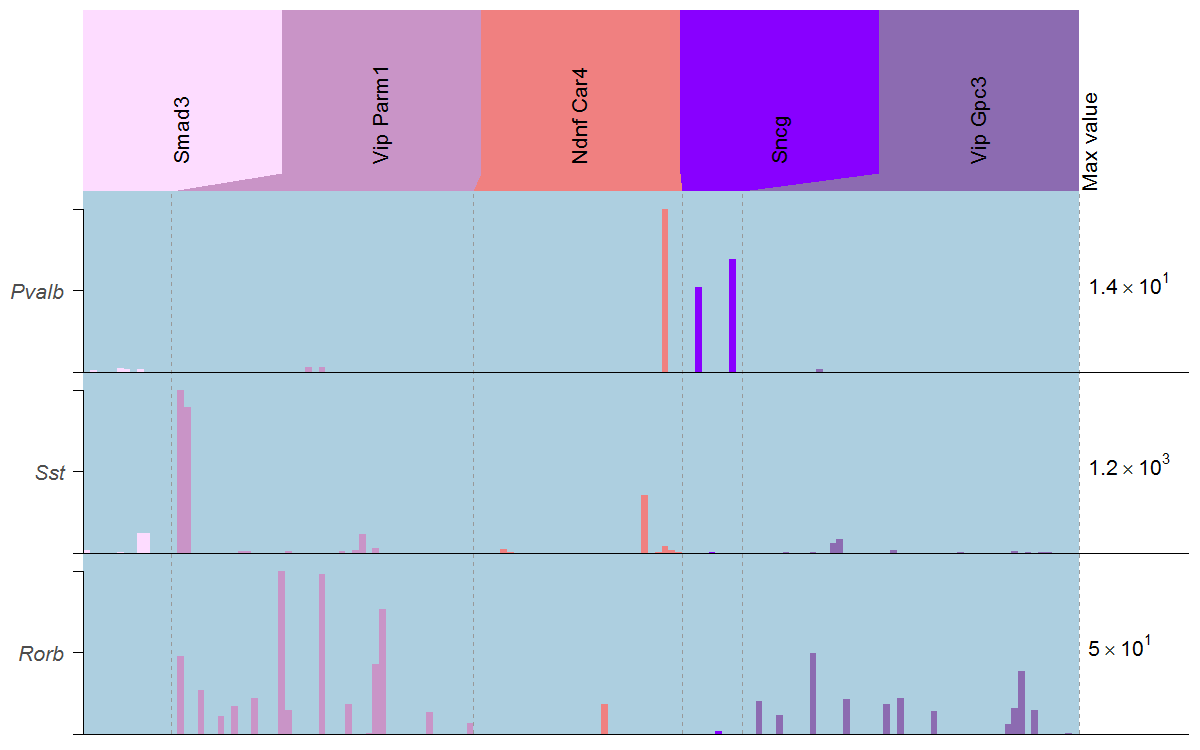 Smad3
Vip Parm1
Ndnf Car4
Sncg
Vip Gpc3
Max value
Pvalb
1.4 × 10¹
Sst
1.2 × 10³
Rorb
5 × 10¹